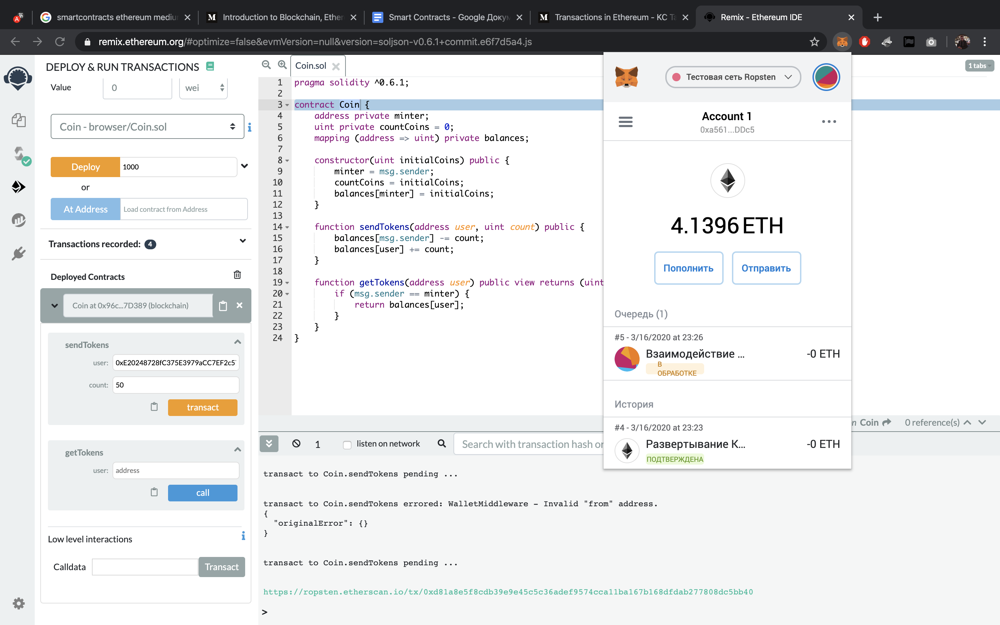 smartcontracts ethereum mediu
Introduction to Blockchain, Ether
Smart Contracts - Google Докум
Transactions in Ethereum - KC Ta
Remix - Ethereum IDE
remix.ethereum.org/#optimize=false&evmVersion=null&version=soljson-v0.6.1+commit.e6f7d5a4.js
DEPLOY & RUN TRANSACTIONS
Value
0
wei
Coin - browser/Coin.sol
Deploy
1000
or
At Address
Load contract from Address
Transactions recorded: 4
Deployed Contracts
Coin at 0x96c...7D389 (blockchain)
sendTokens
user:
0xE20248728fC375E3979aCC7EF2c5
count:
50
transact
getTokens
user:
address
call
Low level interactions
Calldata
Transact
Coin.sol
1 tabs
1 pragma solidity ^0.6.1;
2
3 contract Coin {
4 address private minter;
5 uint private countCoins = 0;
6 mapping (address => uint) private balances;
7
8 constructor(uint initialCoins) public {
9 minter = msg.sender;
10 countCoins = initialCoins;
11 balances[minter] = initialCoins;
12 }
13
14 function sendTokens(address user, uint count) public {
15 balances[msg.sender] -= count;
16 balances[user] += count;
17 }
18
19 function getTokens(address user) public view returns (uint
20 if (msg.sender == minter) {
21 return balances[user];
22 }
23 }
24 }
Тестовая сеть Ropsten
Account 1
0xa561...DDc5
4.1396 ETH
Пополнить
Отправить
Очередь (1)
#5 - 3/16/2020 at 23:26
Взаимодействие ...
-0 ETH
В
ОБРАБОТКЕ
История
#4 - 3/16/2020 at 23:23
Развертывание К...
-0 ETH
ПОДТВЕРЖДЕНА
n Coin
0 reference(s)
1
listen on network
Search with transaction hash or
transact to Coin.sendTokens pending ...
transact to Coin.sendTokens errored: WalletMiddleware - Invalid "from" address.
{
"originalError": {}
}
transact to Coin.sendTokens pending ...
https://ropsten.etherscan.io/tx/0xd81a8e5f8cdb39e9e45c5c36adef9574cca11ba167b168dfdab277808dc5bb40
>